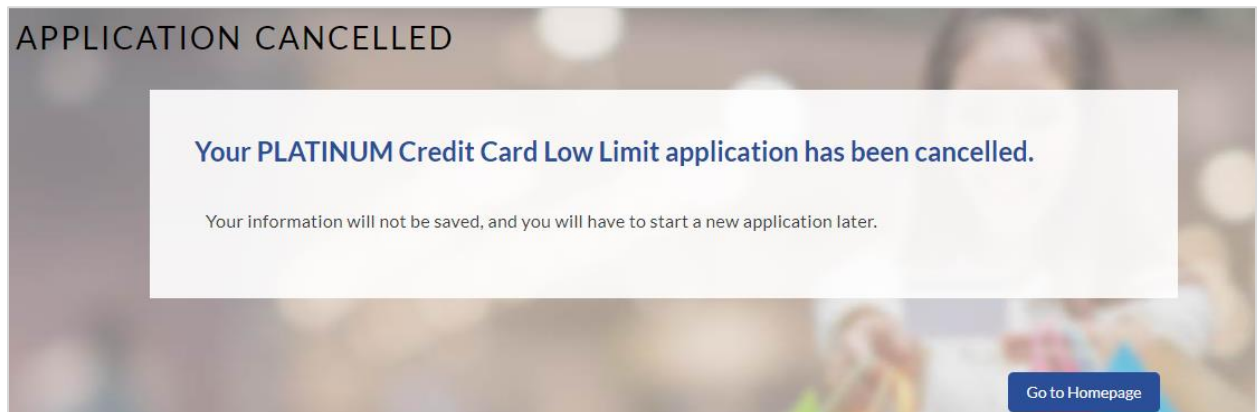 APPLICATION CANCELLED
Your PLATINUM Credit Card Low Limit application has been cancelled.
Your information will not be saved, and you will have to start a new application later.
Go to Homepage